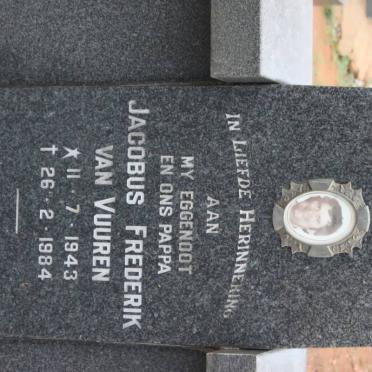 IN LIEFDE HERINNERING
AAN
MY EGGENOOT
EN ONS PAPPA
JACOBUS FREDERIK
VAN VUUREN
★ 11·7·1943
† 26·2·1984